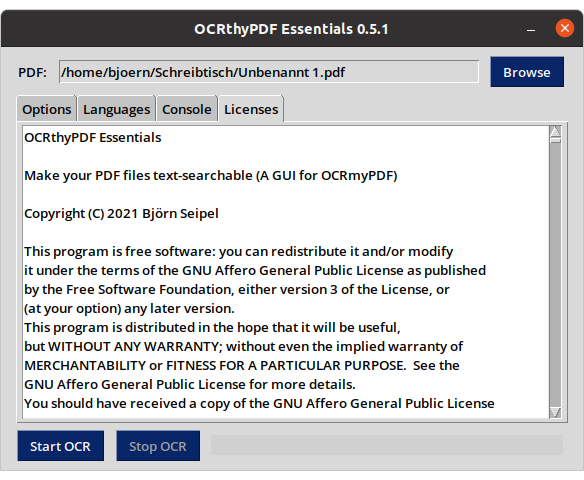 OCRthyPDF Essentials 0.5.1
PDF: /home/bjoern/Schreibtisch/Unbenannt 1.pdf Browse
Options Languages Console Licenses
OCRthyPDF Essentials
Make your PDF files text-searchable (A GUI for OCRmyPDF)
Copyright (C) 2021 Björn Seipel
This program is free software: you can redistribute it and/or modify
it under the terms of the GNU Affero General Public License as published
by the Free Software Foundation, either version 3 of the License, or
(at your option) any later version.
This program is distributed in the hope that it will be useful,
but WITHOUT ANY WARRANTY; without even the implied warranty of
MERCHANTABILITY or FITNESS FOR A PARTICULAR PURPOSE.  See the
GNU Affero General Public License for more details.
You should have received a copy of the GNU Affero General Public License
Start OCR Stop OCR